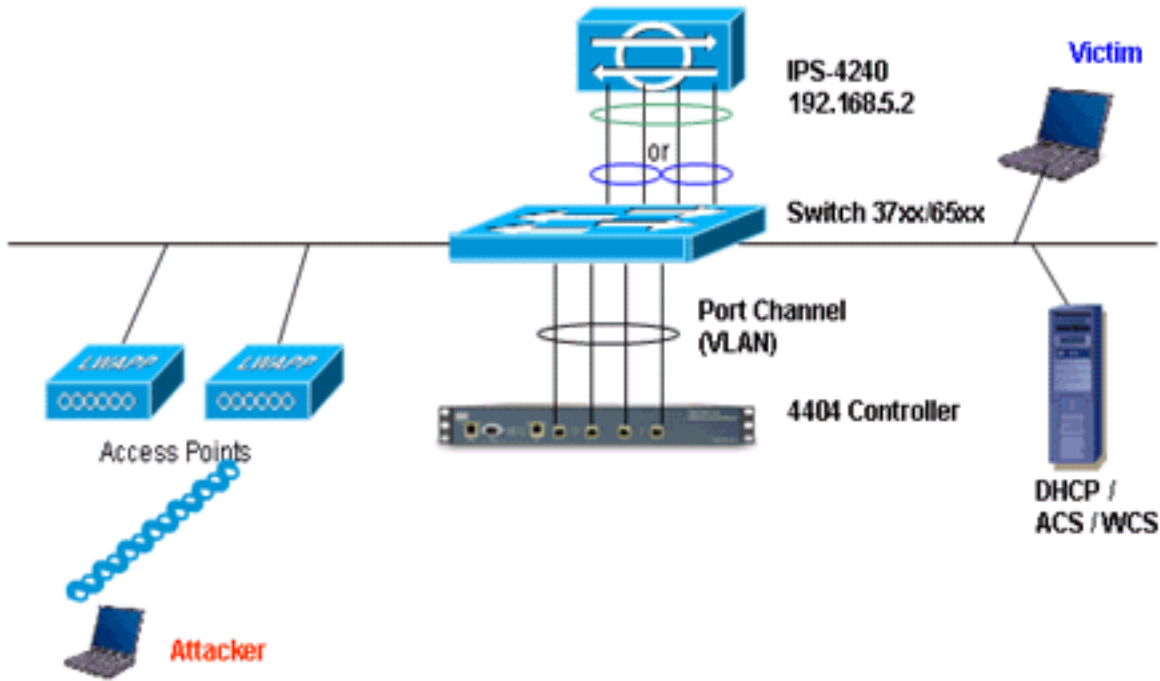 IPS-4240
192.168.5.2
Victim
or
Switch 37xx/65xx
Port Channel
(VLAN)
LWAPP
LWAPP
4404 Controller
Access Points
DHCP /
ACS / WCS
Attacker